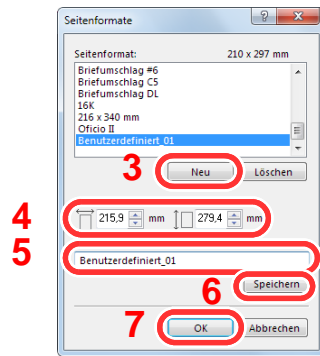 Seitenformate
Seitenformat: 210 x 297 mm
Briefumschlag #6
Briefumschlag C5
Briefumschlag DL
16K
216 x 340 mm
Oficio II
Benutzerdefiniert_01
3 Neu Löschen
4 215,9 mm 279,4 mm
5 Benutzerdefiniert_01
6 Speichern
7 OK Abbrechen